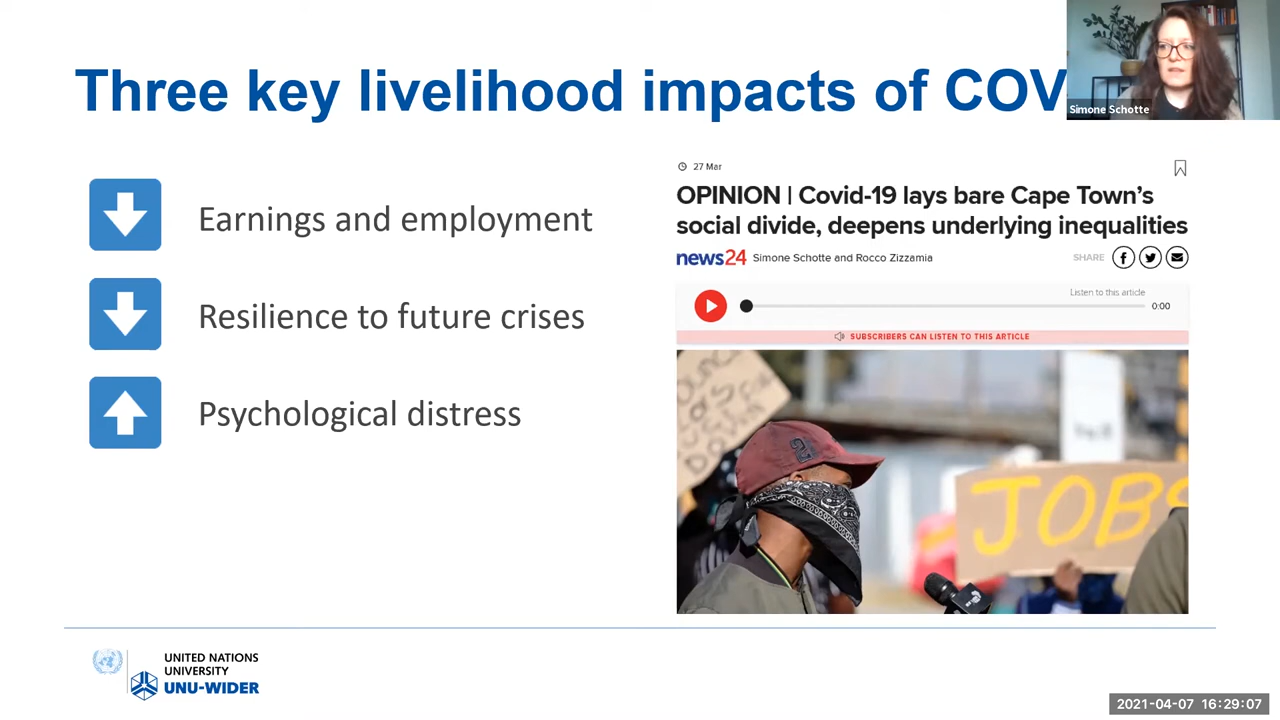 Three key livelihood impacts of COV
Simone Schotte
Earnings and employment
Resilience to future crises
Psychological distress
27 Mar
OPINION | Covid-19 lays bare Cape Town's
social divide, deepens underlying inequalities
news24 Simone Schotte and Rocco Zizzamia
SHARE
Listen to this article
0:00
SUBSCRIBERS CAN LISTEN TO THIS ARTICLE
JOBS
UNITED NATIONS
UNIVERSITY
UNU-WIDER
2021-04-07 16:29:07